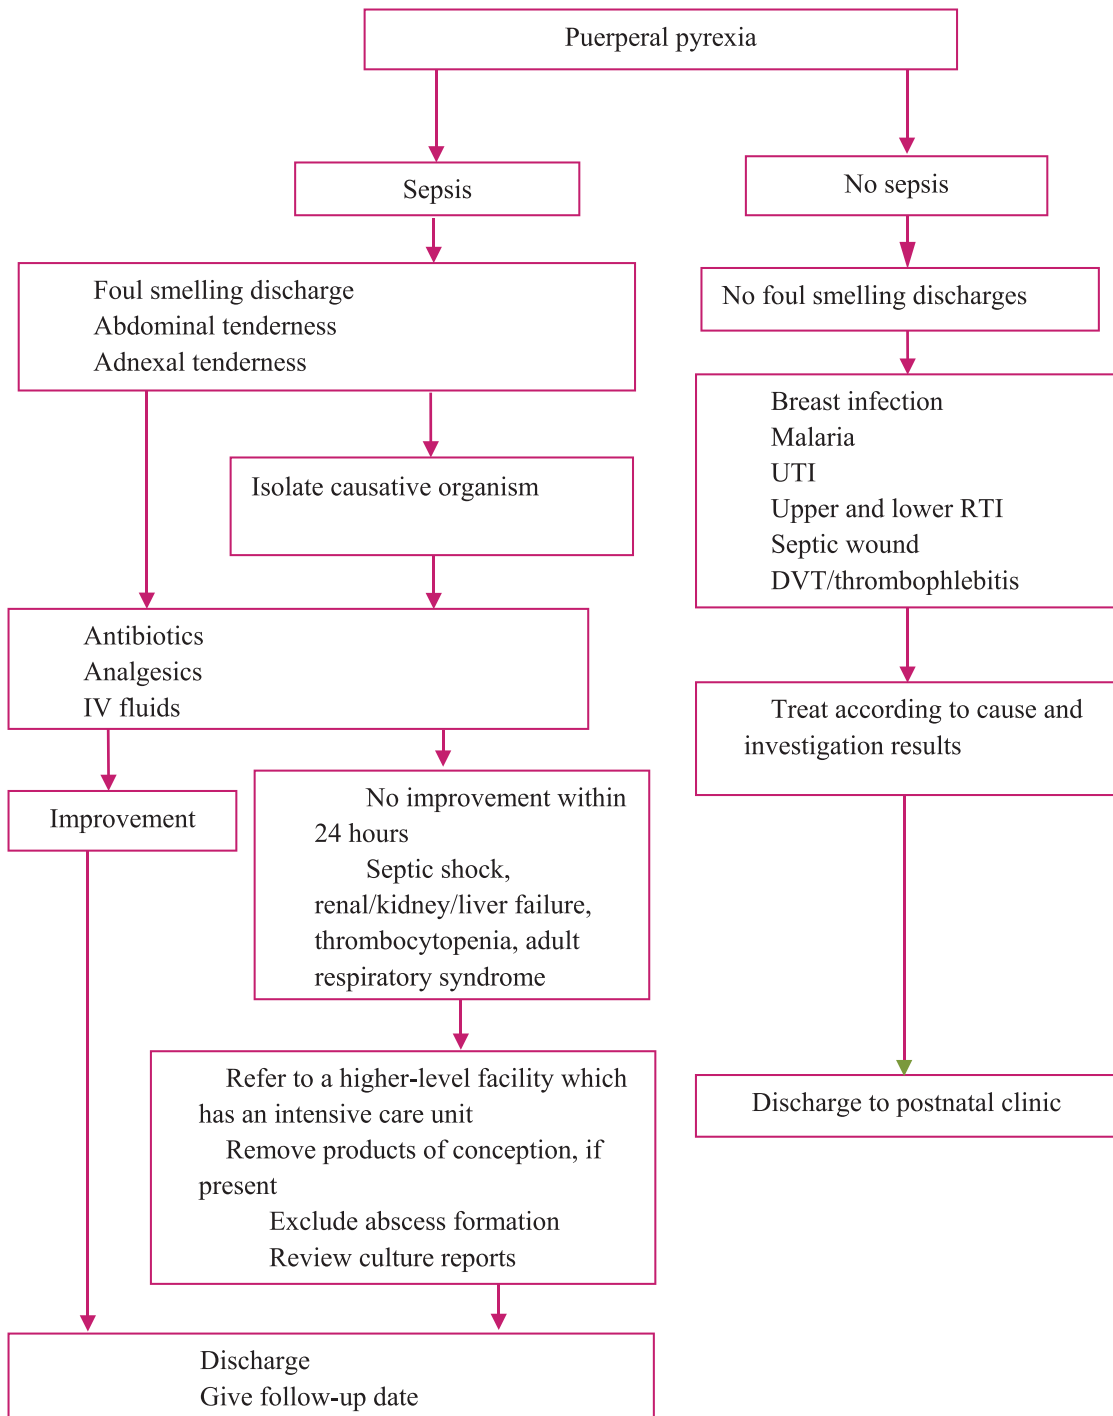 Puerperal pyrexia
Sepsis
No sepsis
Foul smelling discharge
Abdominal tenderness
Adnexal tenderness
No foul smelling discharges
Isolate causative organism
Breast infection
Malaria
UTI
Upper and lower RTI
Septic wound
DVT/thrombophlebitis
Antibiotics
Analgesics
IV fluids
Treat according to cause and
investigation results
Improvement
No improvement within
24 hours
Septic shock,
renal/kidney/liver failure,
thrombocytopenia, adult
respiratory syndrome
Refer to a higher-level facility which
has an intensive care unit
Remove products of conception, if
present
Exclude abscess formation
Review culture reports
Discharge to postnatal clinic
Discharge
Give follow-up date